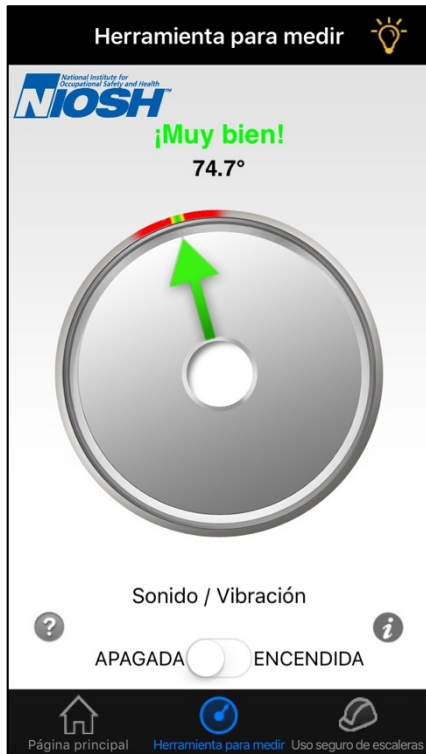 Herramienta para medir
National Institute for
Occupational Safety and Health
NIOSH
¡Muy bien!
74.7°
Sonido / Vibración
?
i
APAGADA ENCENDIDA
Página principal Herramienta para medir Uso seguro de escaleras